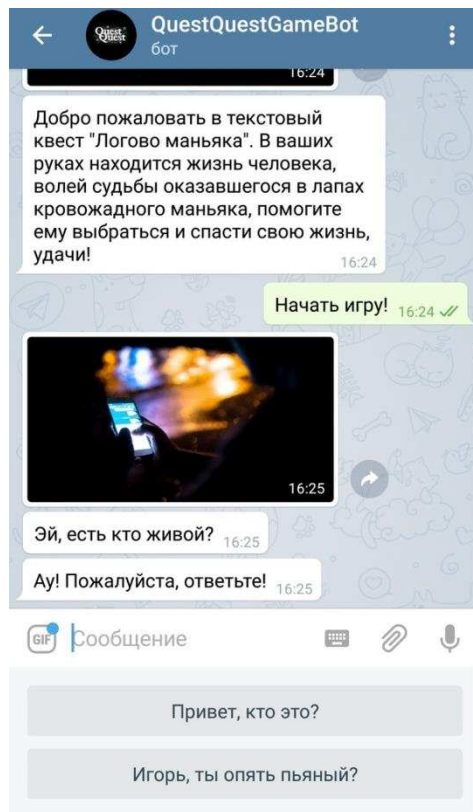 QuestQuestGameBot
Quest
Quest
бот
16:24
Добро пожаловать в текстовый
квест "Логово маньяка". В ваших
руках находится жизнь человека,
волей судьбы оказавшегося в лапах
кровожадного маньяка, помогите
ему выбраться и спасти свою жизнь,
удачи!
16:24
Начать игру! 16:24
16:25
Эй, есть кто живой? 16:25
Ау! Пожалуйста, ответьте! 16:25
GIF Сообщение
Привет, кто это?
Игорь, ты опять пьяный?